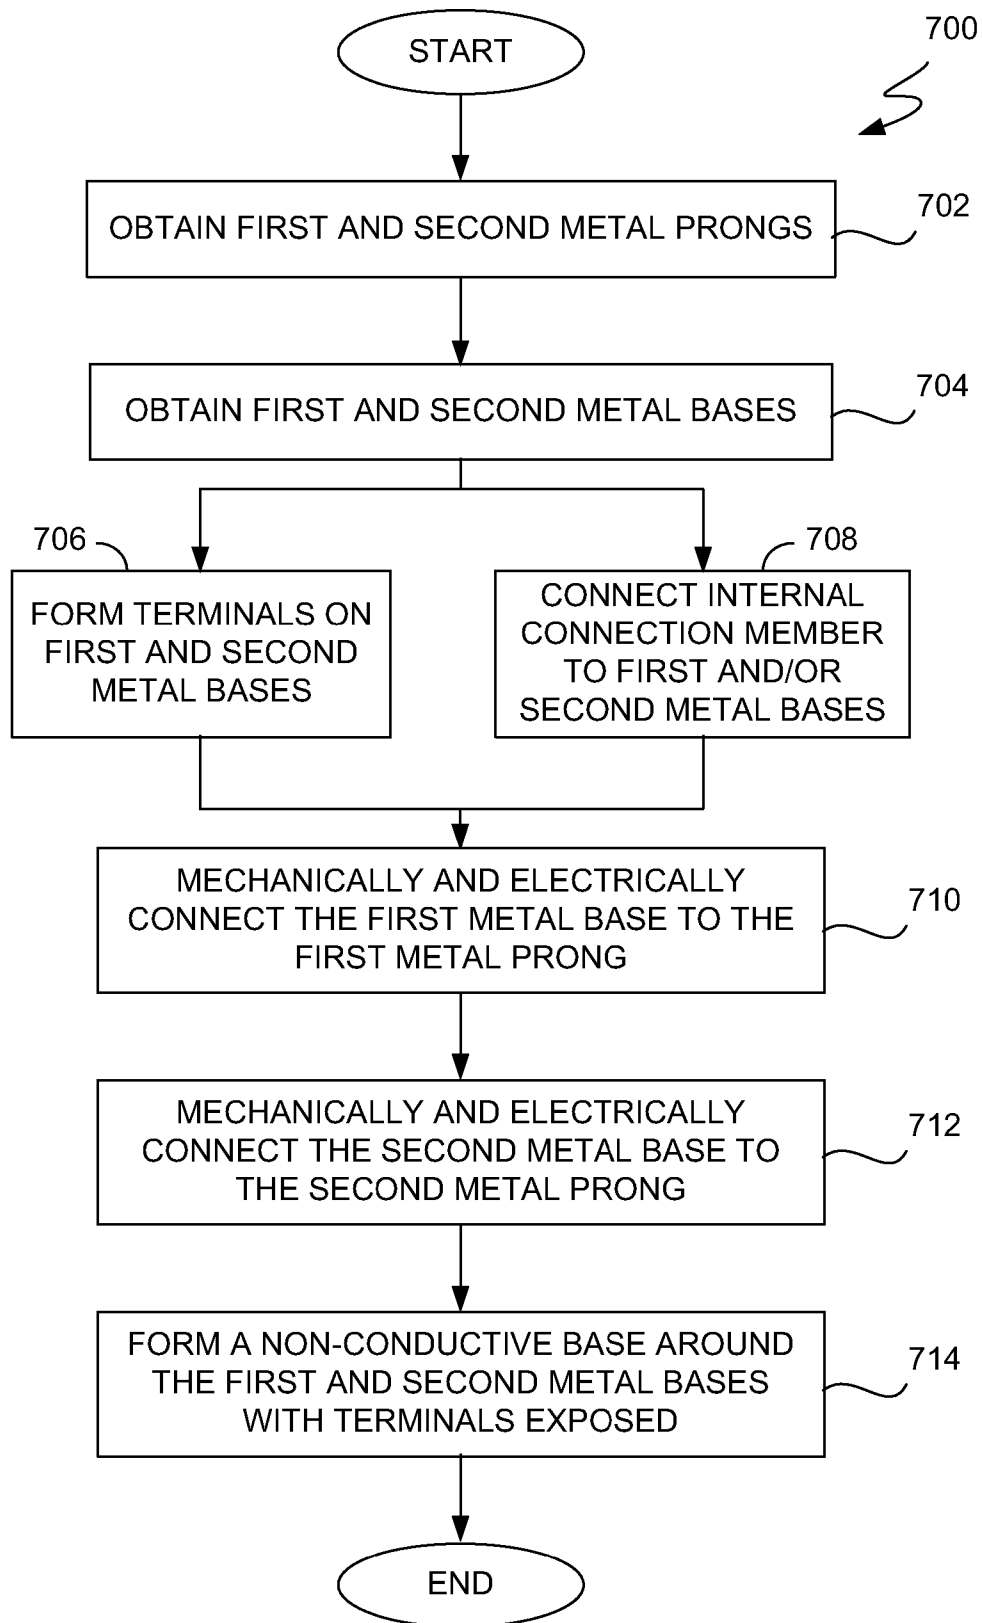 START
700
OBTAIN FIRST AND SECOND METAL PRONGS
702
OBTAIN FIRST AND SECOND METAL BASES
704
706
FORM TERMINALS ON
FIRST AND SECOND
METAL BASES
708
CONNECT INTERNAL
CONNECTION MEMBER
TO FIRST AND/OR
SECOND METAL BASES
MECHANICALLY AND ELECTRICALLY
CONNECT THE FIRST METAL BASE TO THE
FIRST METAL PRONG
710
MECHANICALLY AND ELECTRICALLY
CONNECT THE SECOND METAL BASE TO
THE SECOND METAL PRONG
712
FORM A NON-CONDUCTIVE BASE AROUND
THE FIRST AND SECOND METAL BASES
WITH TERMINALS EXPOSED
714
END